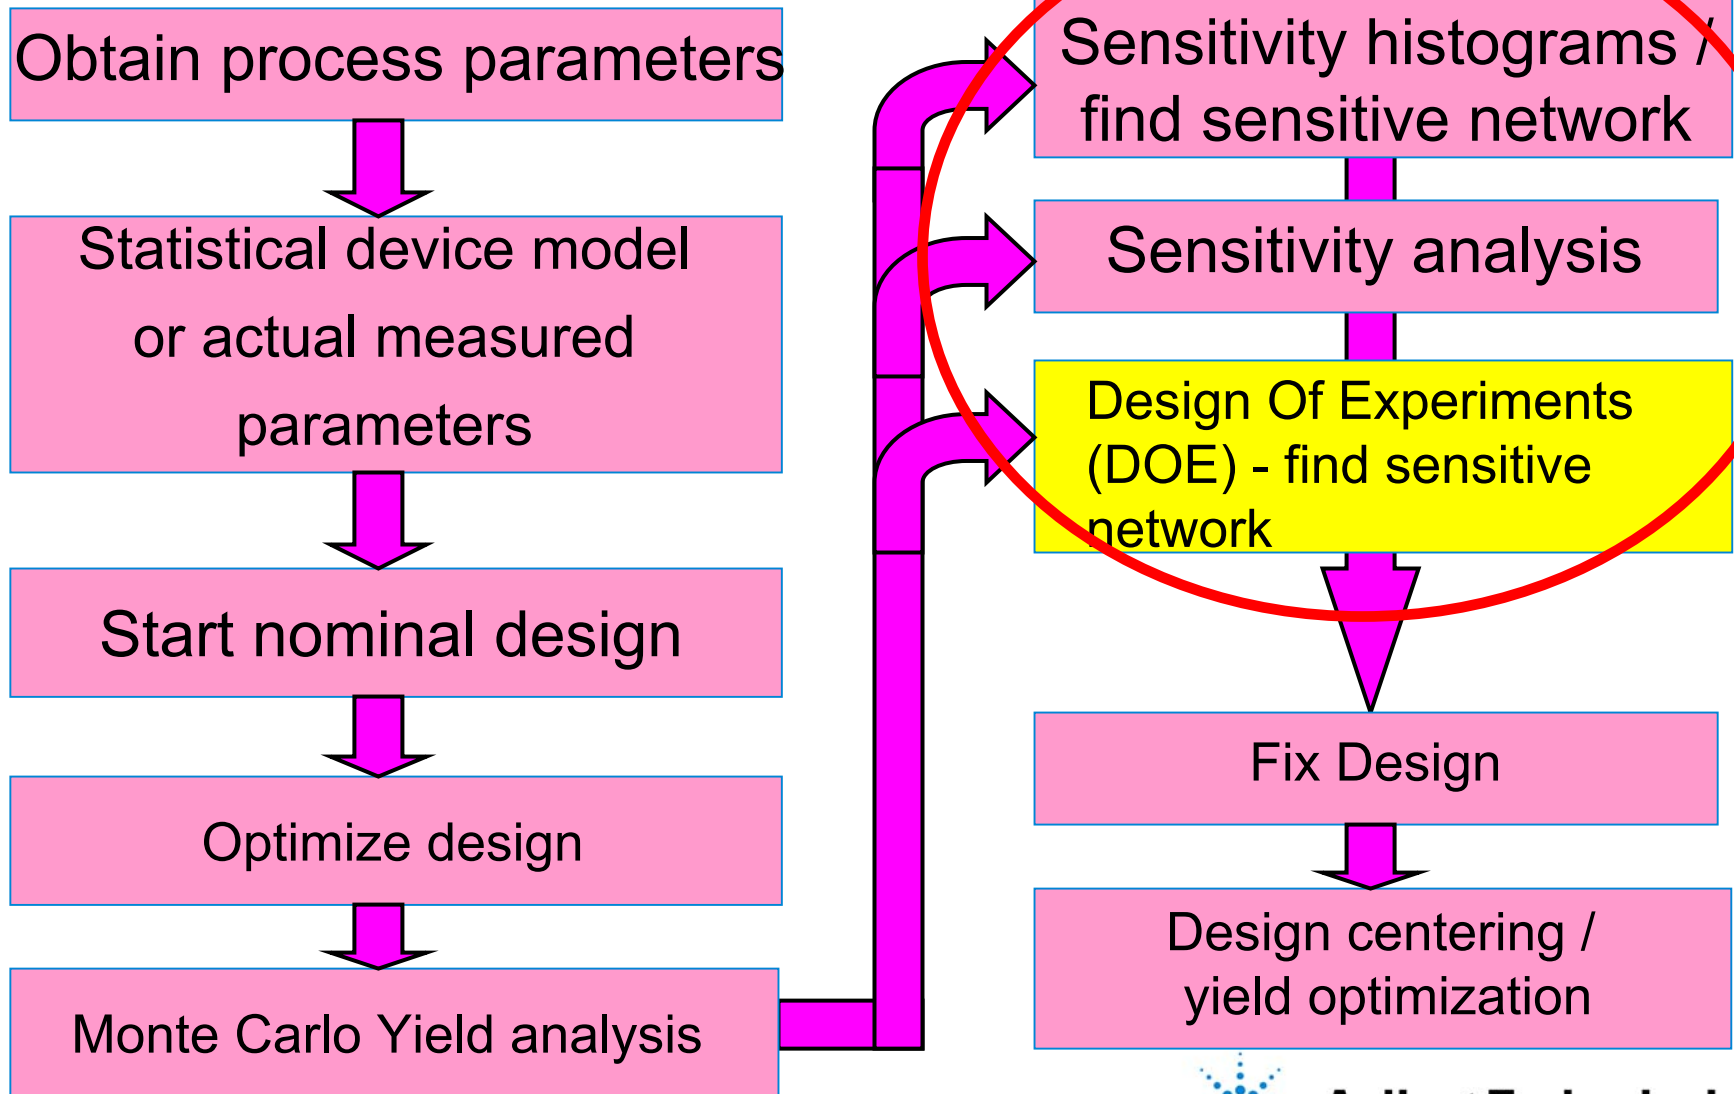 Obtain process parameters
Statistical device model
or actual measured
parameters
Start nominal design
Optimize design
Monte Carlo Yield analysis
Sensitivity histograms /
find sensitive network
Sensitivity analysis
Design Of Experiments
(DOE) - find sensitive
network
Fix Design
Design centering /
yield optimization